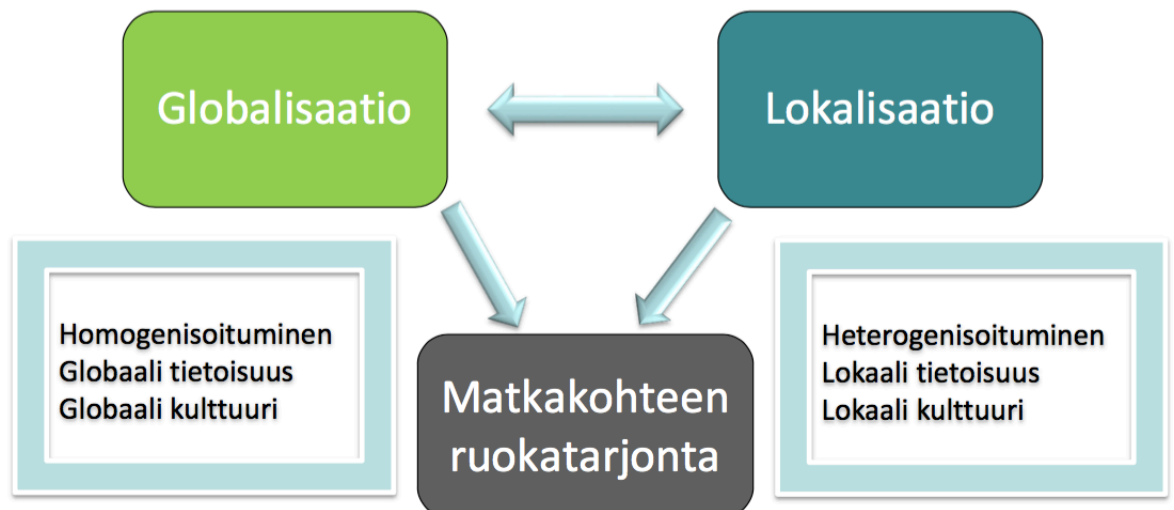 Globalisaatio
Lokalisaatio
Homogenisoituminen
Globaali tietoisuus
Globaali kulttuuri
Matkakohteen
ruokatarjonta
Heterogenisoituminen
Lokaali tietoisuus
Lokaali kulttuuri